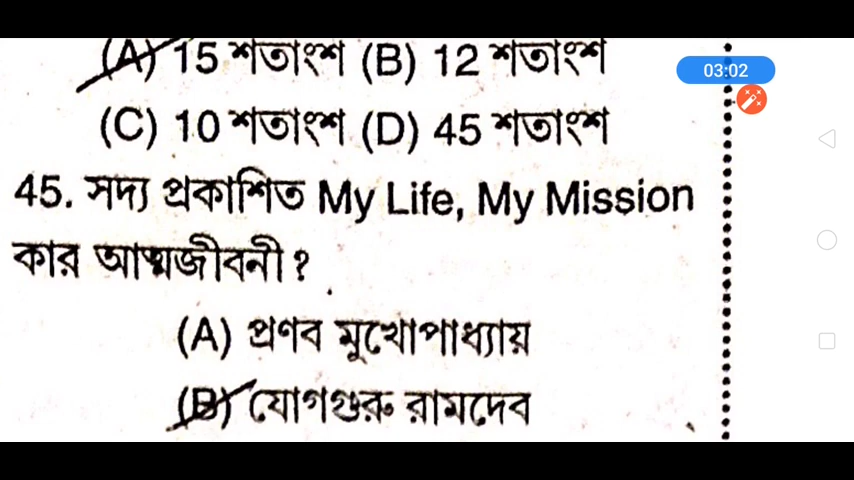 (A) 15 শতাংশ (B) 12 শতাংশ
03:02
(C) 10 শতাংশ (D) 45 শতাংশ
45. সদ্য প্রকাশিত My Life, My Mission
কার আত্মজীবনী?
(A) প্রণব মুখোপাধ্যায়
(B) যোগগুরু রামদেব